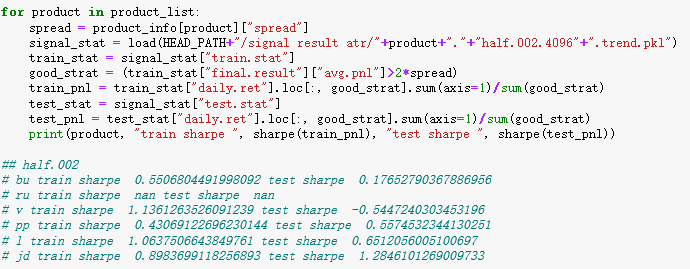 for product in product_list:
    spread = product_info[product]["spread"]
    signal_stat = load(HEAD_PATH+"/signal result atr/"+product+"."+"half.002.4096"+".trend.pkl")
    train_stat = signal_stat["train.stat"]
    good_strat = (train_stat["final.result"]["avg.pnl"]>2*spread)
    train_pnl = train_stat["daily.ret"].loc[:, good_strat].sum(axis=1)/sum(good_strat)
    test_stat = signal_stat["test.stat"]
    test_pnl = test_stat["daily.ret"].loc[:, good_strat].sum(axis=1)/sum(good_strat)
    print(product, "train sharpe ", sharpe(train_pnl), "test sharpe ", sharpe(test_pnl))
## half.002
# bu train sharpe  0.5506804491998092 test sharpe  0.17652790367886956
# ru train sharpe  nan test sharpe  nan
# v train sharpe  1.1361263526091239 test sharpe  -0.5447240303453196
# pp train sharpe  0.43069122696230144 test sharpe  0.5574532344130251
# l train sharpe  1.0637506643849761 test sharpe  0.6512056005100697
# jd train sharpe  0.8983699118256893 test sharpe  1.2846101269009733